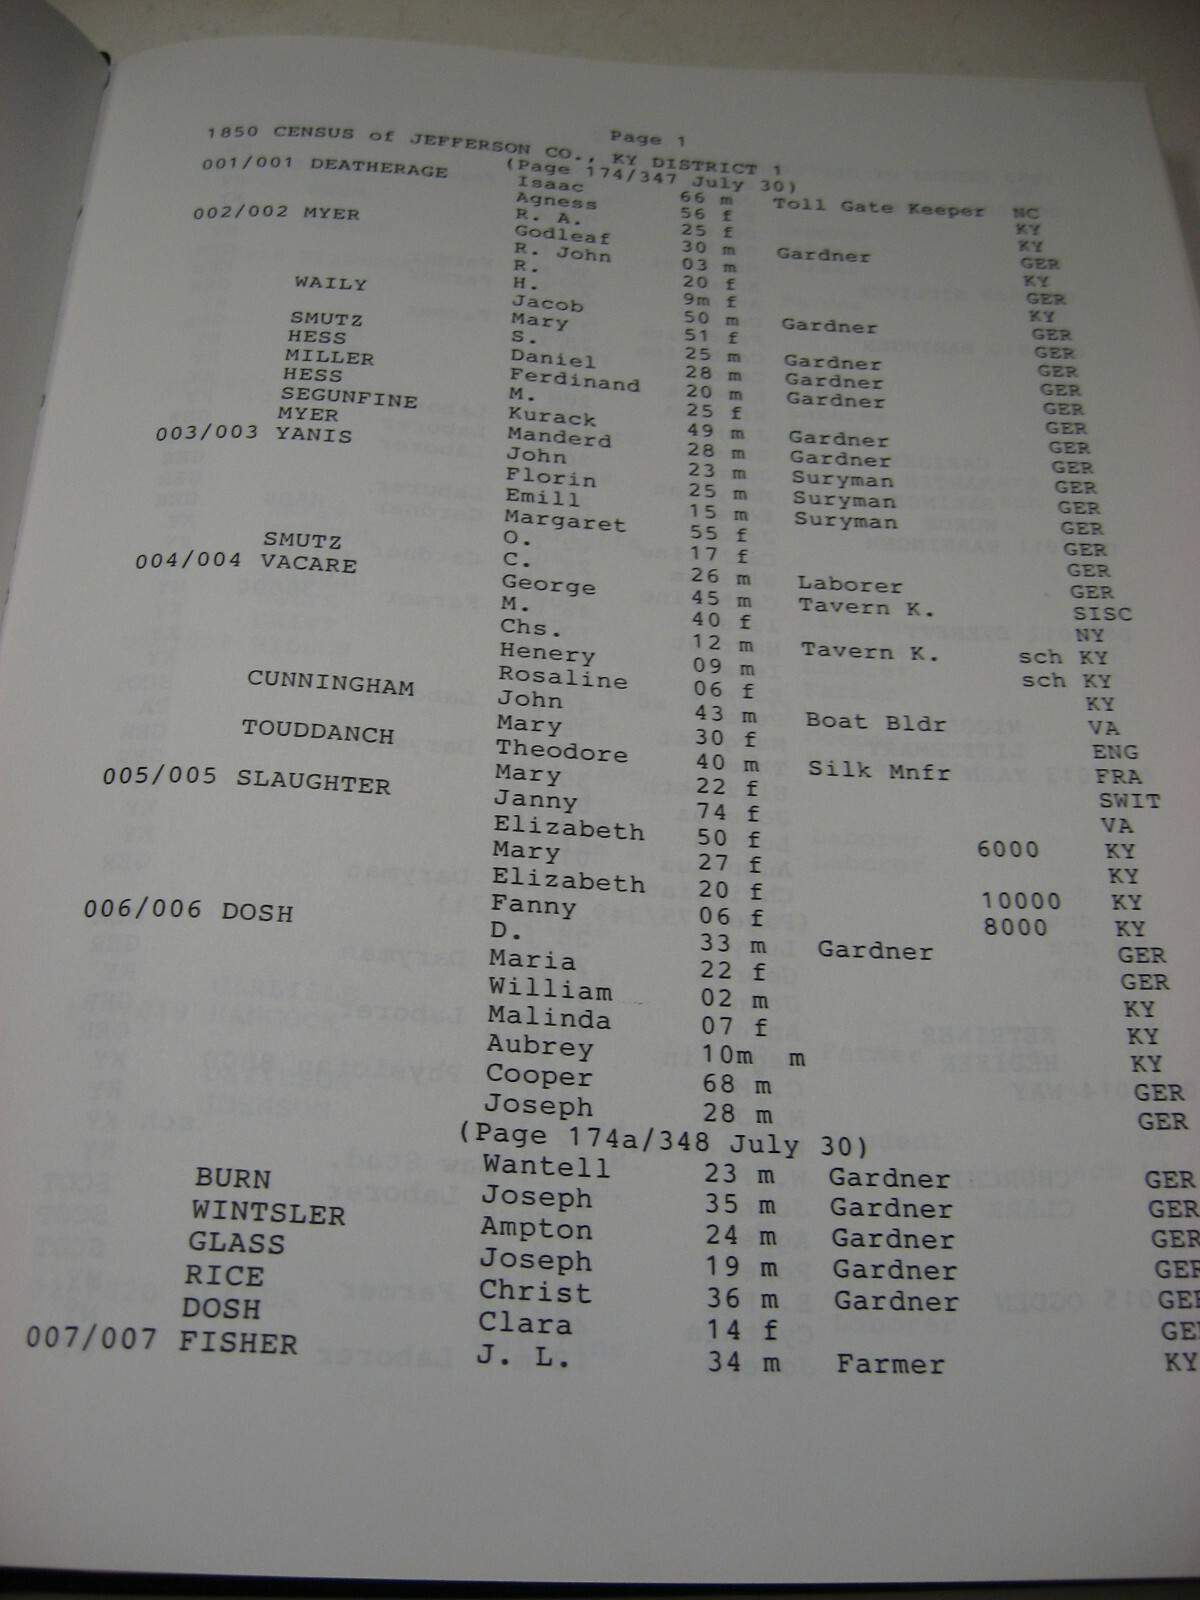 Page 1
1850 CENSUS of JEFFERSON CO., KY DISTRICT 1
(Page 174/347 July 30)
001/001 DEATHERAGE Isaac 66 m Toll Gate Keeper NC
Agness 56 f KY
R. A. 25 f KY
002/002 MYER Godleaf 30 m Gardner GER
R. John 03 m KY
R. 20 f GER
H. 9m f KY
WAILY Jacob 50 m Gardner GER
Mary 51 f GER
SMUTZ S. 25 m Gardner GER
HESS Daniel 28 m Gardner GER
MILLER Ferdinand 20 m Gardner GER
HESS M. 25 f GER
SEGUNFINE Kurack 49 m Gardner GER
MYER Manderd 28 m Gardner GER
003/003 YANIS John 23 m Suryman GER
Florin 25 m Suryman GER
Emill 15 m Suryman GER
Margaret 55 f GER
O. 17 f GER
SMUTZ C. 26 m Laborer GER
004/004 VACARE George 45 m Tavern K. SISC
M. 40 f NY
Chs. 12 m Tavern K. sch KY
Henery 09 m sch KY
Rosaline 06 f KY
CUNNINGHAM John 43 m Boat Bldr VA
Mary 30 f ENG
TOUDDANCH Theodore 40 m Silk Mnfr FRA
Mary 22 f SWIT
005/005 SLAUGHTER Janny 74 f VA
Elizabeth 50 f 6000 KY
Mary 27 f KY
Elizabeth 20 f 10000 KY
Fanny 06 f 8000 KY
006/006 DOSH D. 33 m Gardner GER
Maria 22 f GER
William 02 m KY
Malinda 07 f KY
Aubrey 10m m KY
Cooper 68 m GER
Joseph 28 m GER
(Page 174a/348 July 30)
Wantell 23 m Gardner GER
BURN Joseph 35 m Gardner GER
WINTSLER Ampton 24 m Gardner GER
GLASS Joseph 19 m Gardner GER
RICE Christ 36 m Gardner GER
DOSH Clara 14 f GE
007/007 FISHER J. L. 34 m Farmer KY